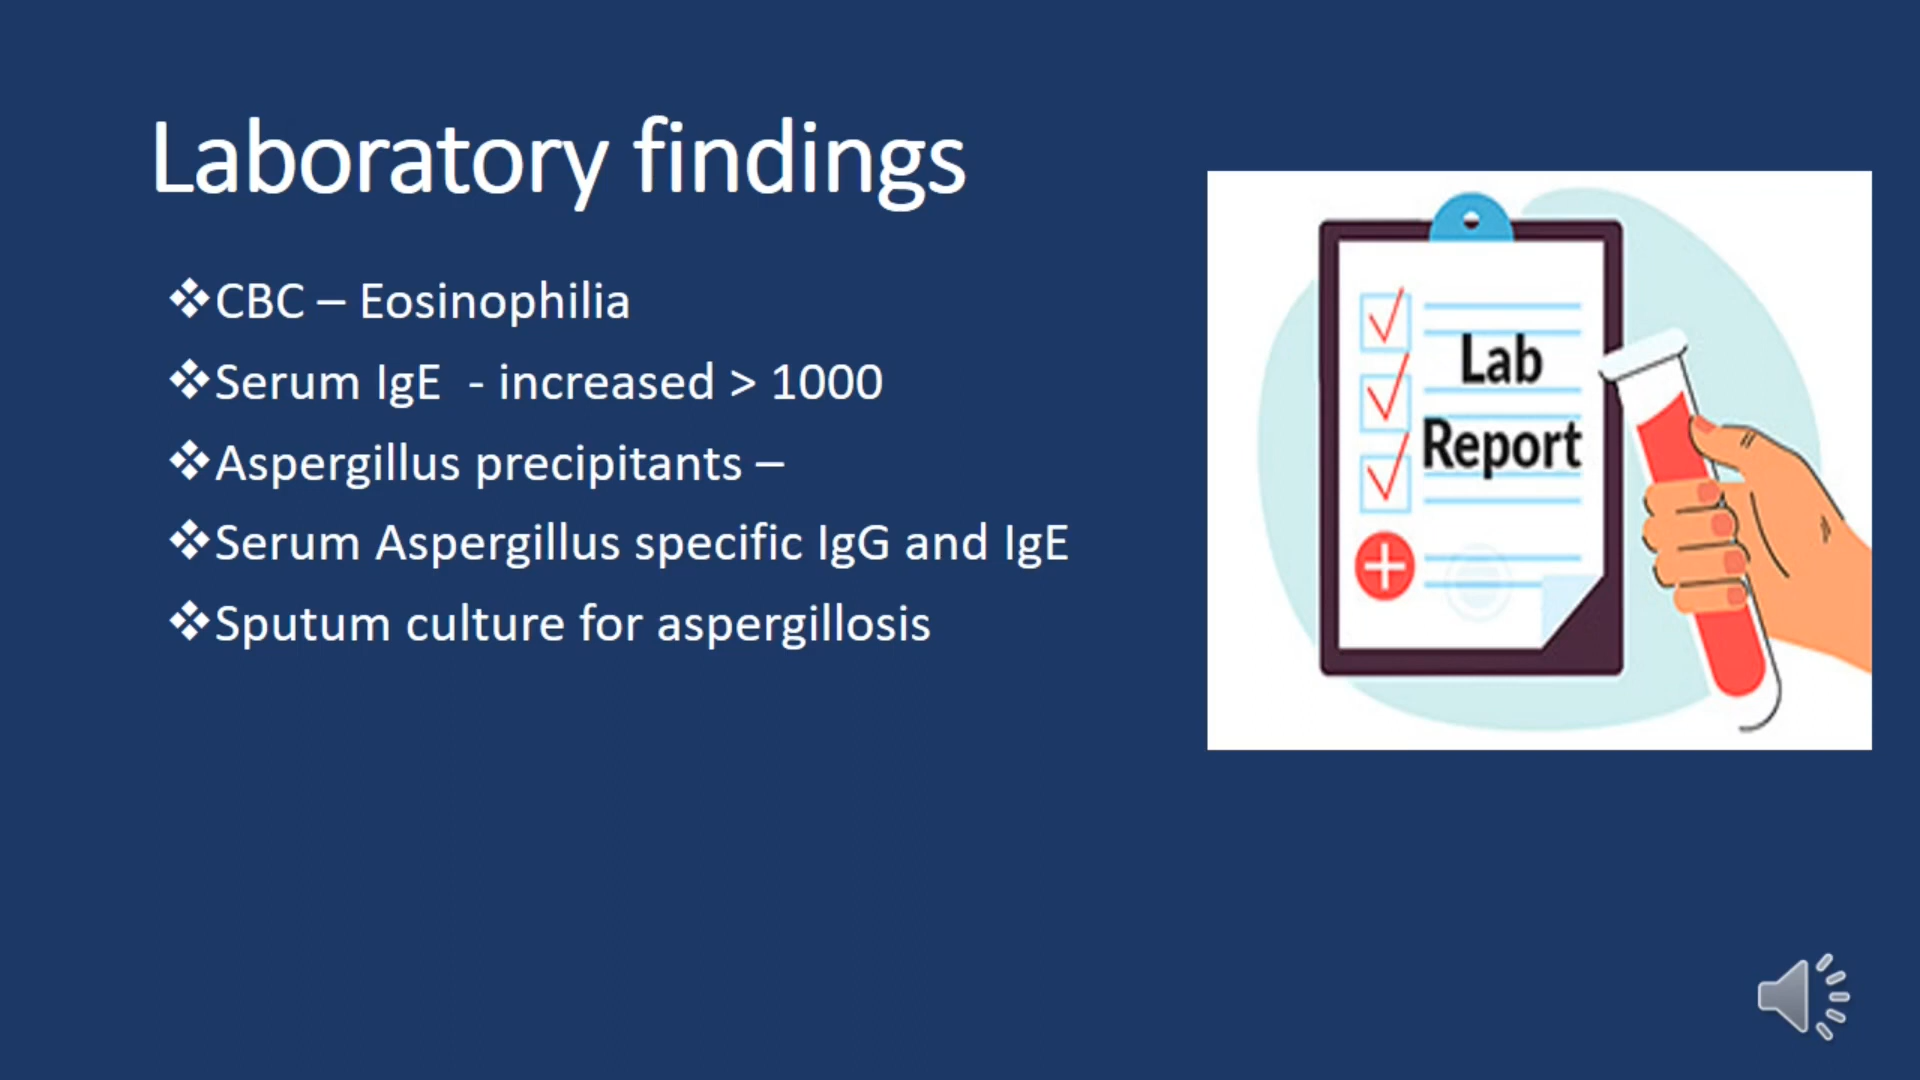 Laboratory findings
❖CBC – Eosinophilia
❖Serum IgE - increased > 1000
❖Aspergillus precipitants –
❖Serum Aspergillus specific IgG and IgE
❖Sputum culture for aspergillosis
Lab
Report